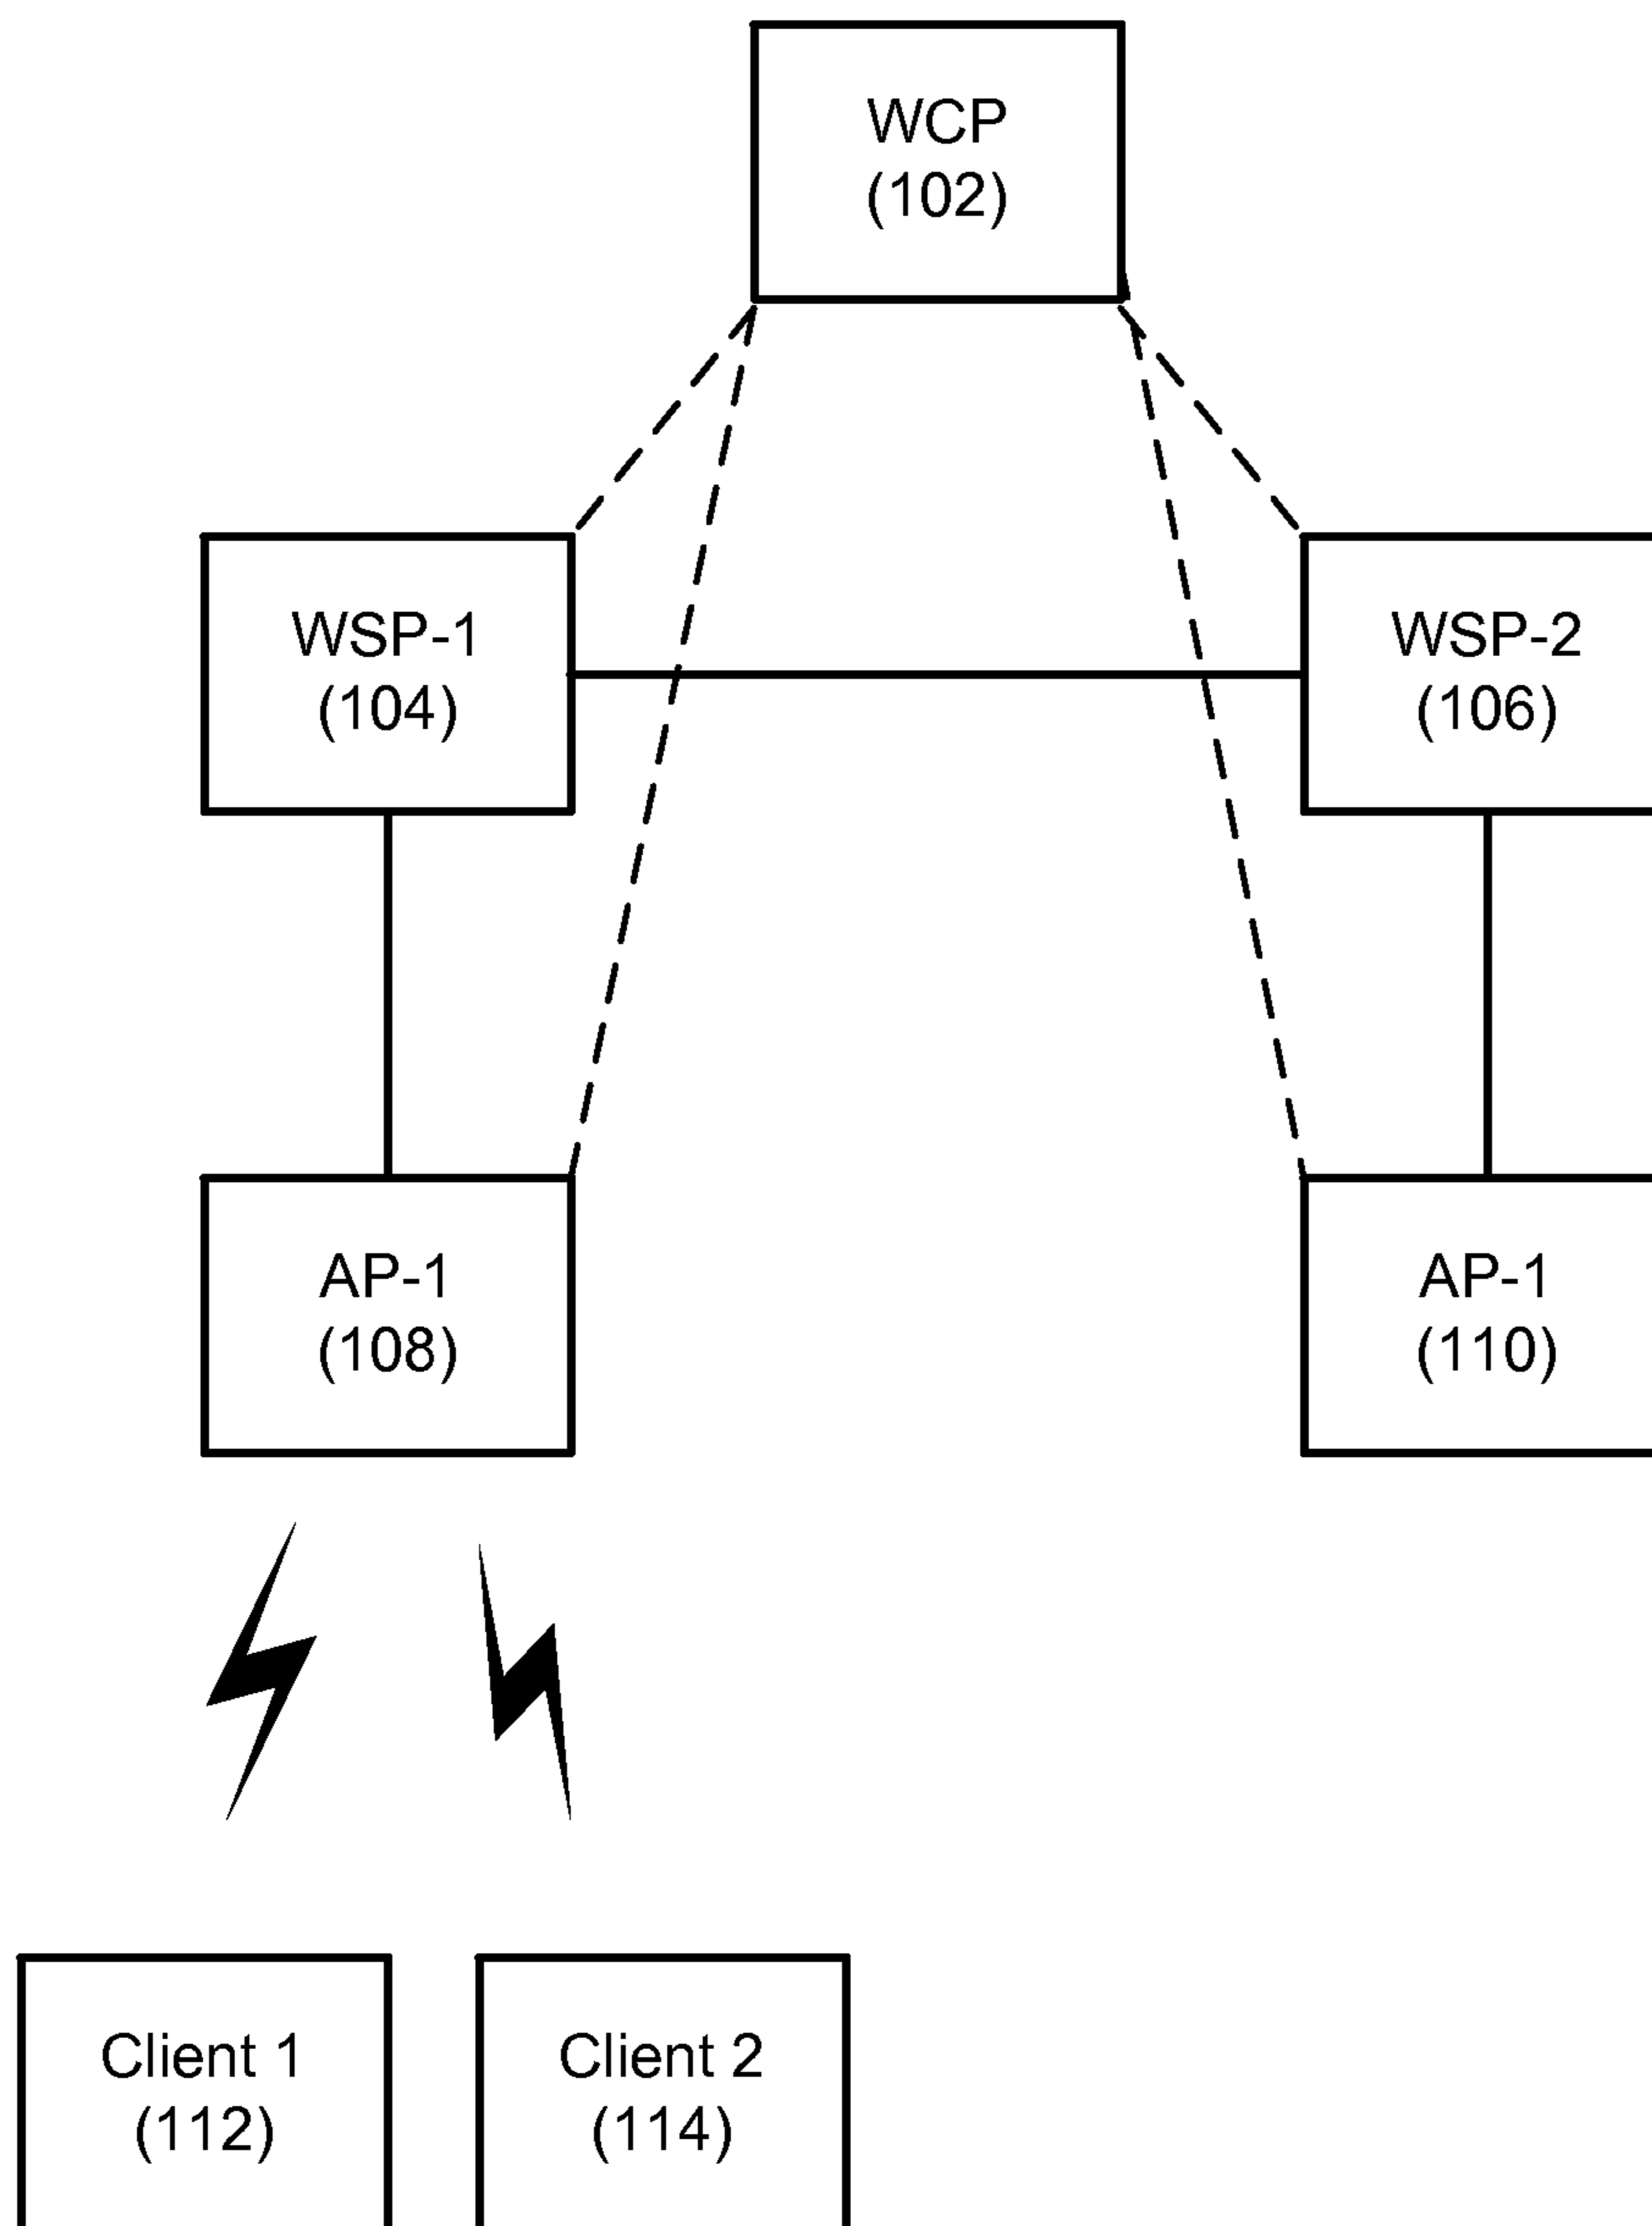 WCP
(102)
WSP-1
(104)
WSP-2
(106)
AP-1
(108)
AP-1
(110)
Client 1
(112)
Client 2
(114)